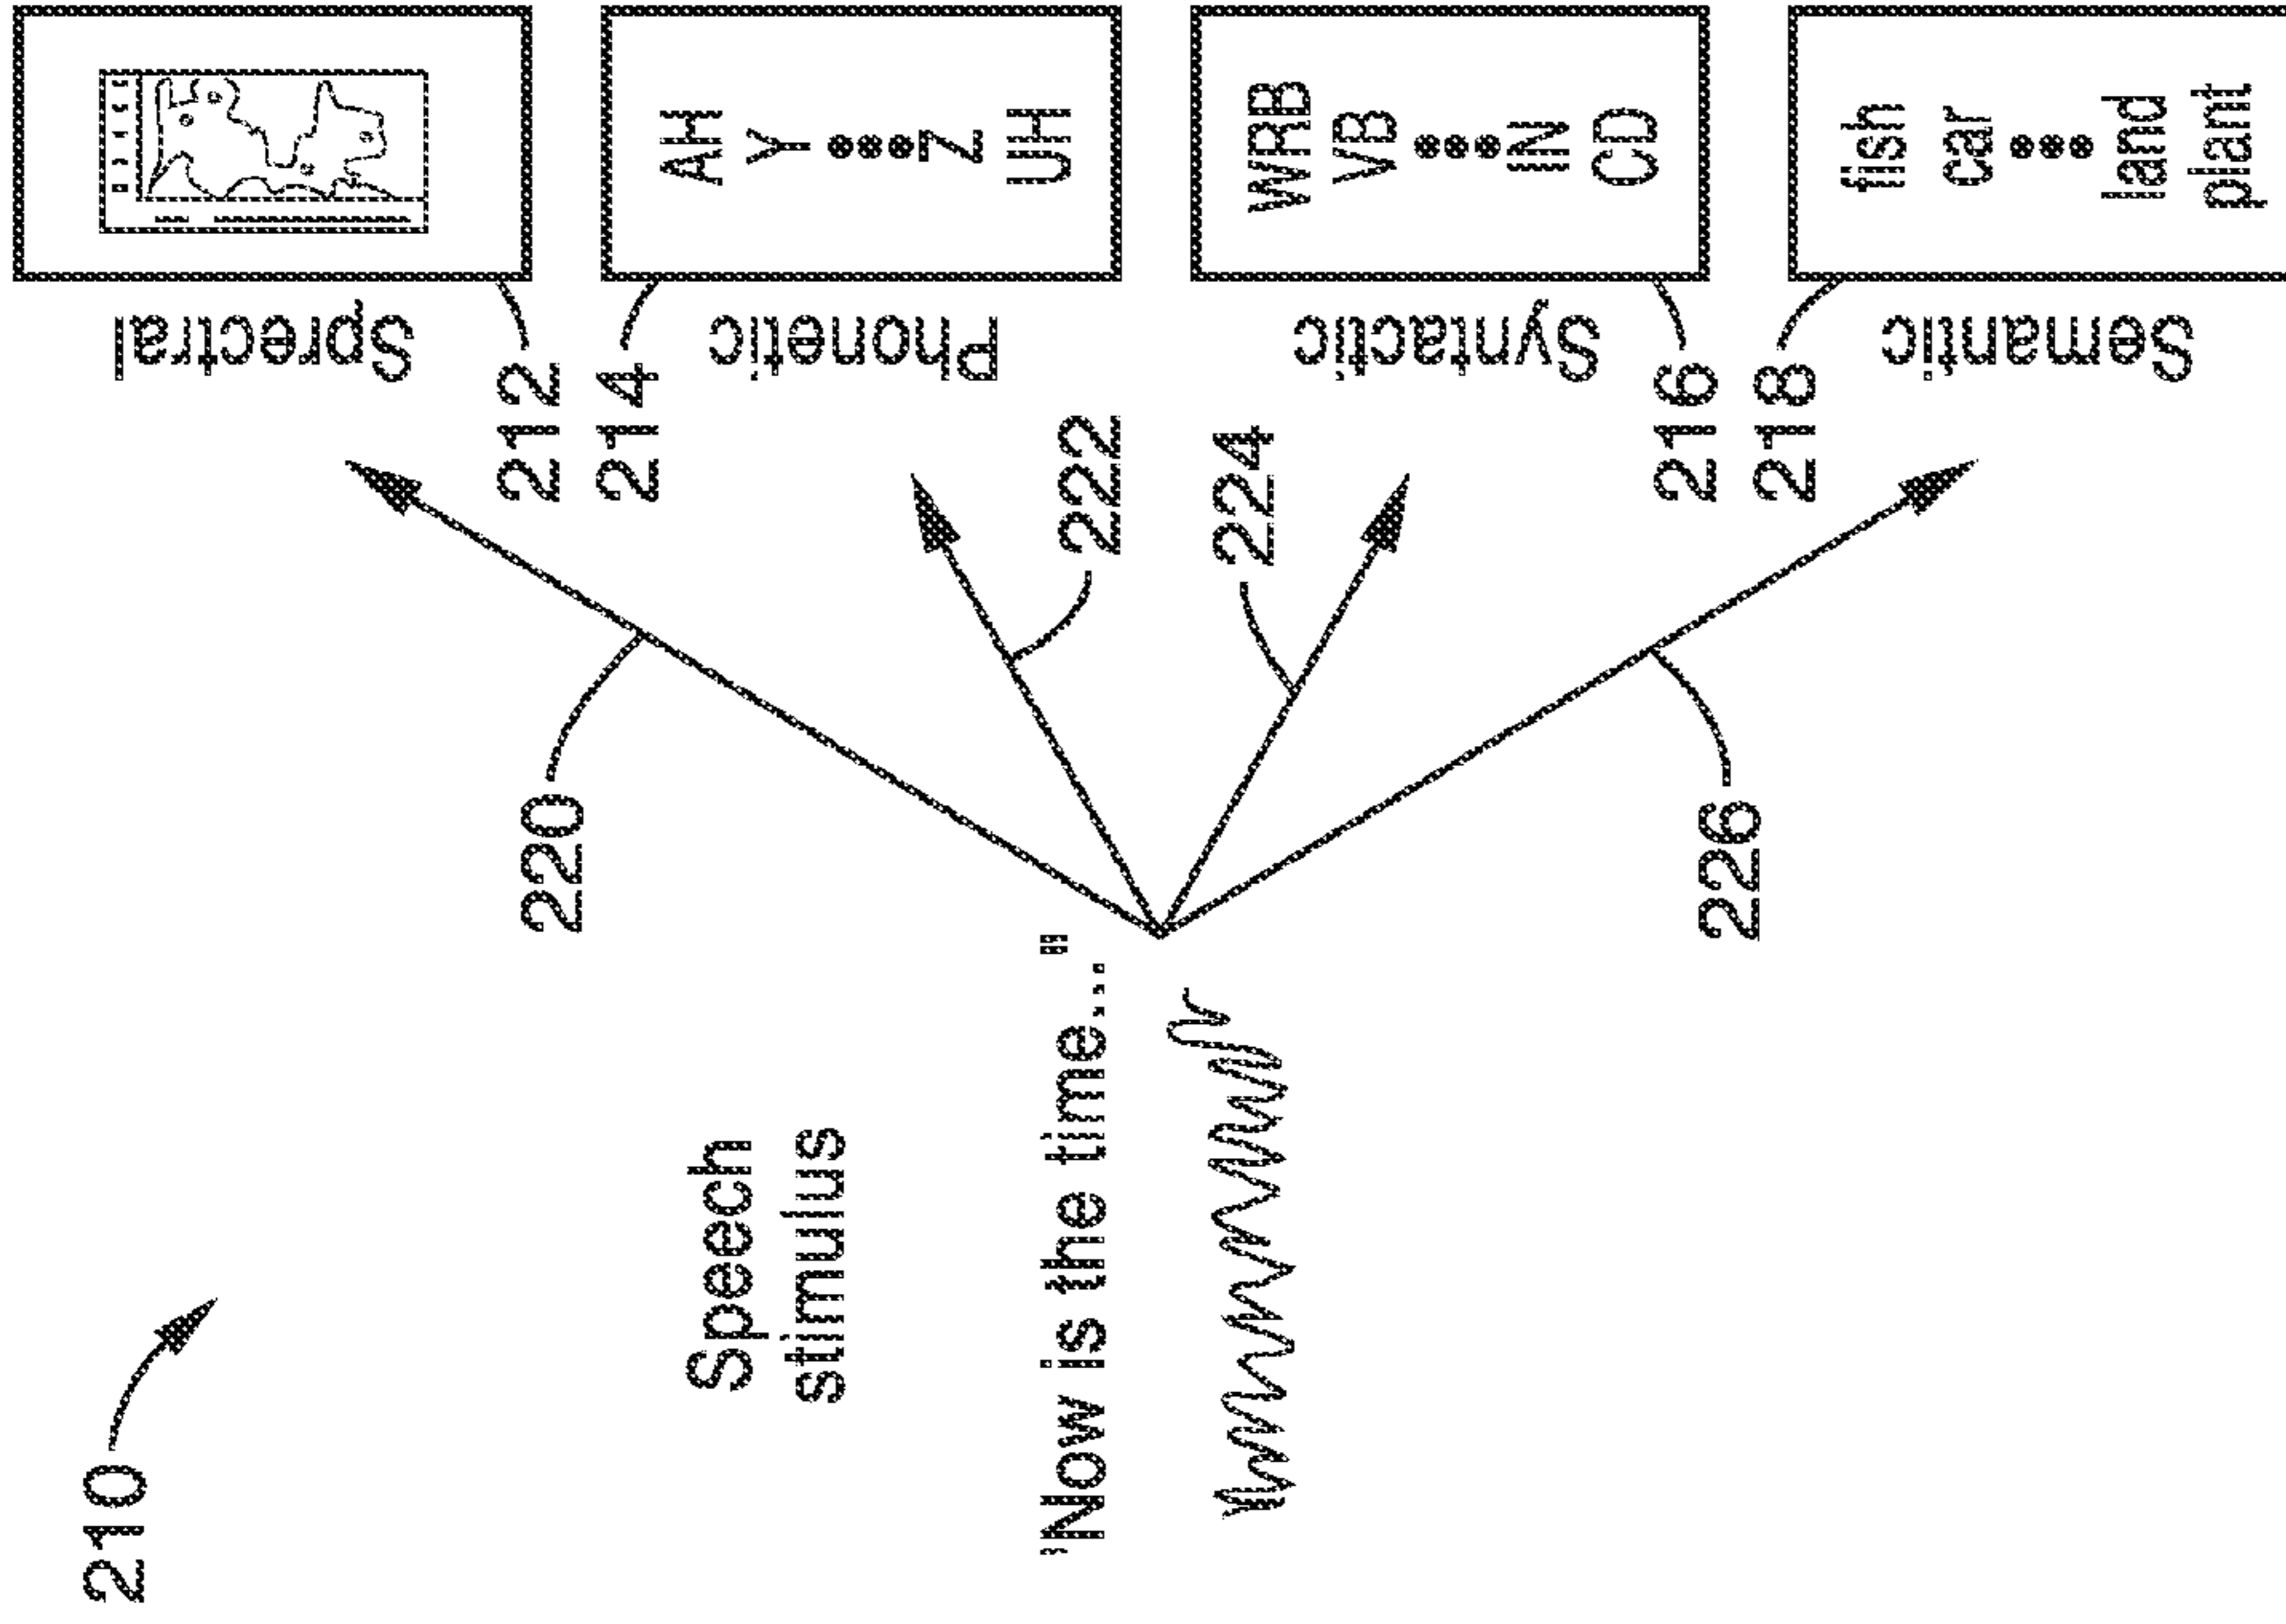 210
Speech
stimulus
"Now is the time..."
220
222
224
226
Sprectral
212
214
Phonetic
AH
Y
Z
UH
Syntactic
216
WRB
VB
IN
CD
218
Semantic
fish
car
land
plant